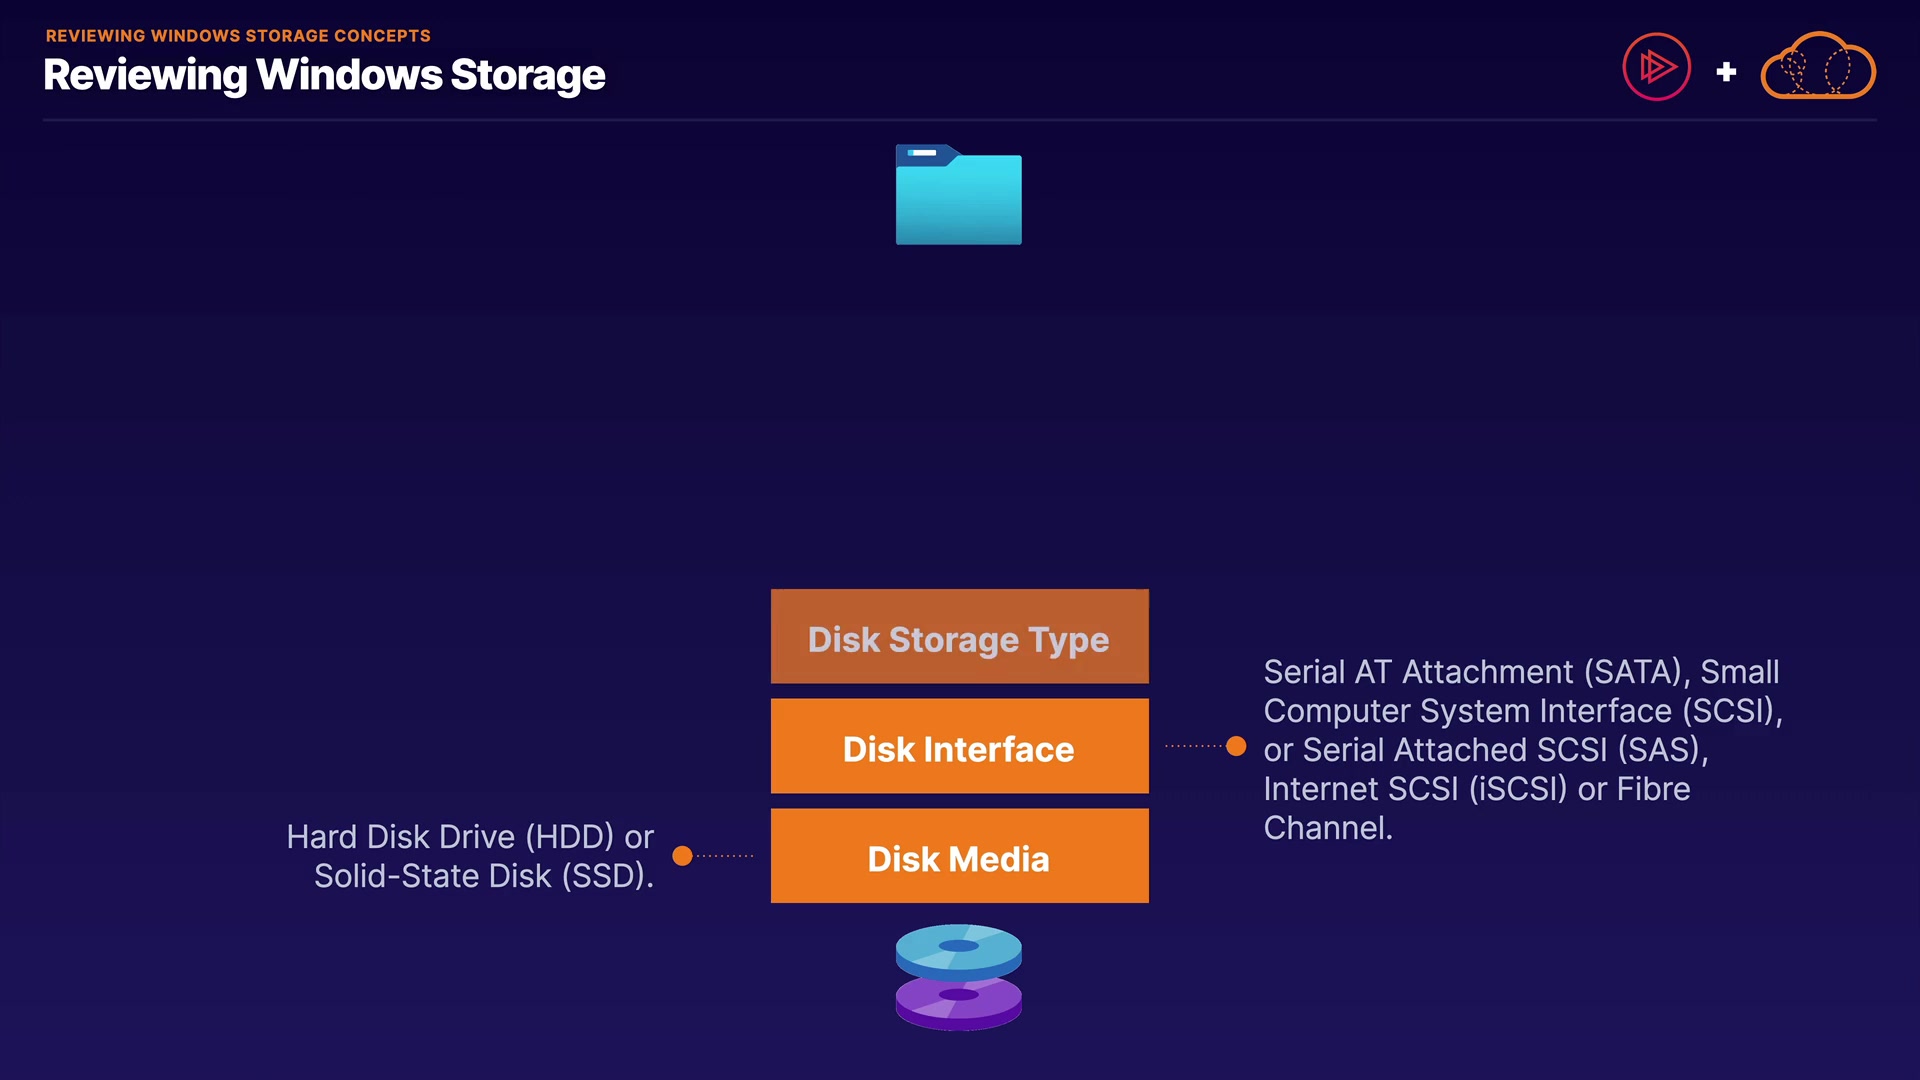 REVIEWING WINDOWS STORAGE CONCEPTS
Reviewing Windows Storage
Disk Storage Type
Disk Interface
Serial AT Attachment (SATA), Small
Computer System Interface (SCSI),
or Serial Attached SCSI (SAS),
Internet SCSI (iSCSI) or Fibre
Channel.
Hard Disk Drive (HDD) or
Solid-State Disk (SSD).
Disk Media